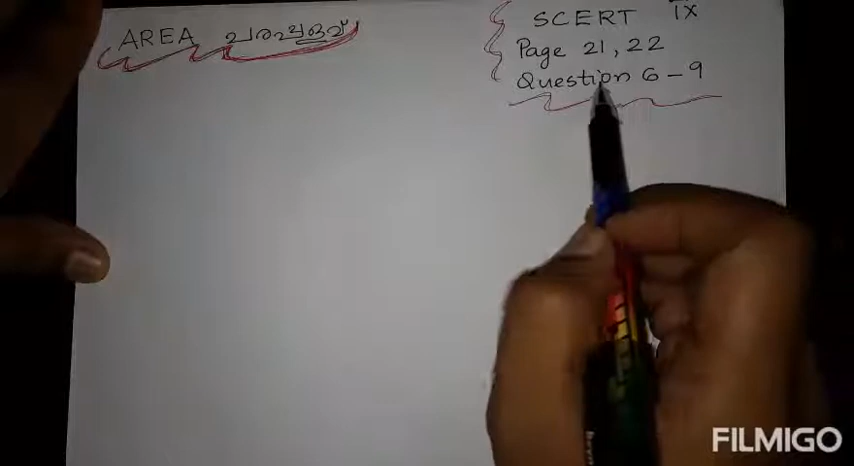 AREA പരപ്പളവ്
SCERT IX
Page 21, 22
Question 6 - 9
FILMIGO